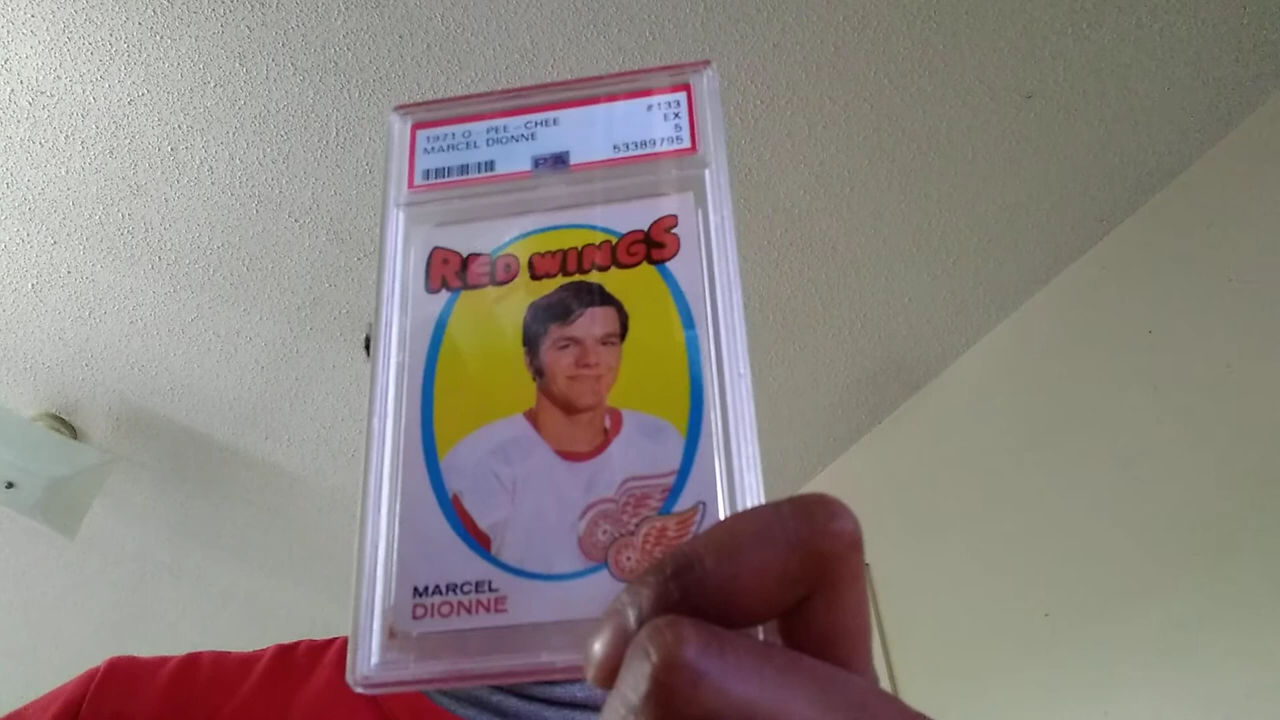 1971 O - PEE - CHEE #133
MARCEL DIONNE EX
5
PSA 53389795
RED WINGS
MARCEL
DIONNE